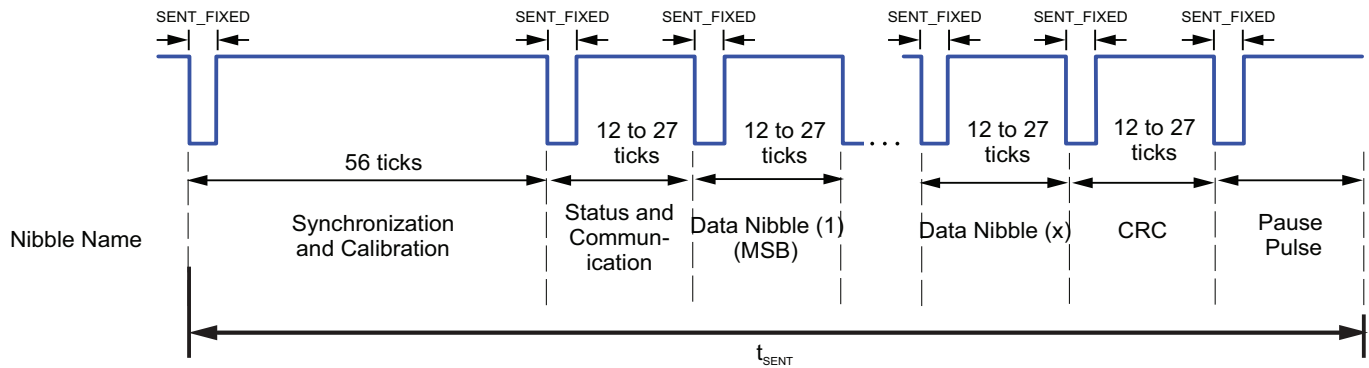 SENT_FIXED SENT_FIXED SENT_FIXED SENT_FIXED SENT_FIXED SENT_FIXED
56 ticks
12 to 27
ticks
12 to 27
ticks
. . .
12 to 27
ticks
12 to 27
ticks
Nibble Name
Synchronization
and Calibration
Status and
Commun-
ication
Data Nibble (1)
(MSB)
Data Nibble (x)
CRC
Pause
Pulse
tSENT